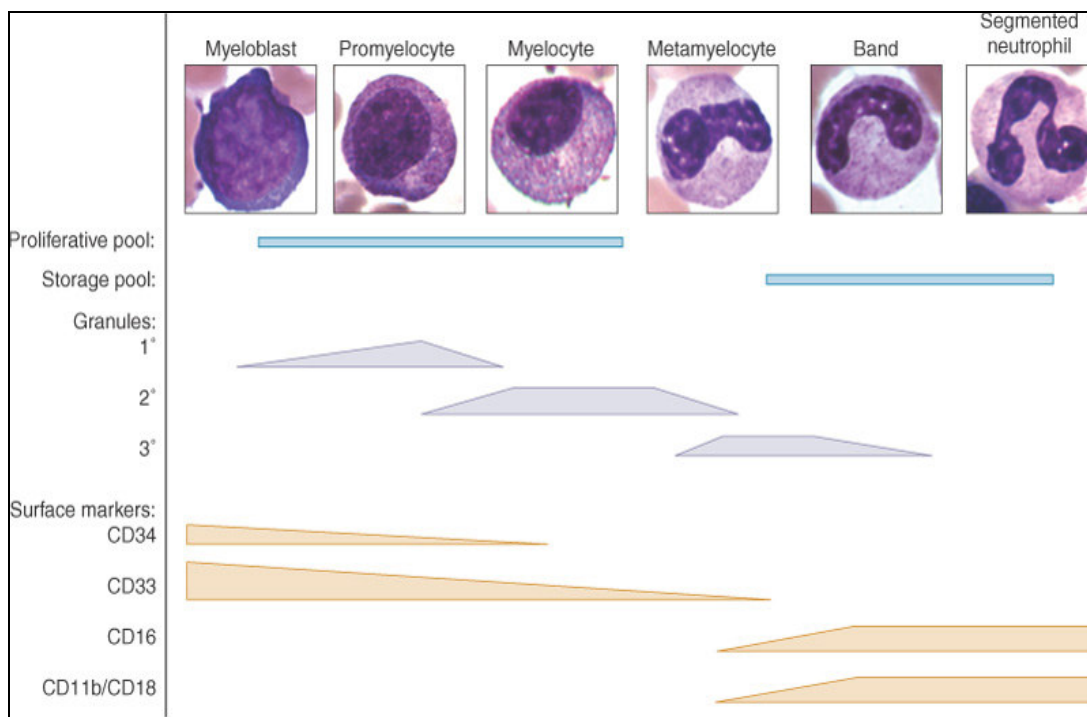 Myeloblast Promyelocyte Myelocyte Metamyelocyte Band Segmented
neutrophil
Proliferative pool:
Storage pool:
Granules:
1°
2°
3°
Surface markers:
CD34
CD33
CD16
CD11b/CD18